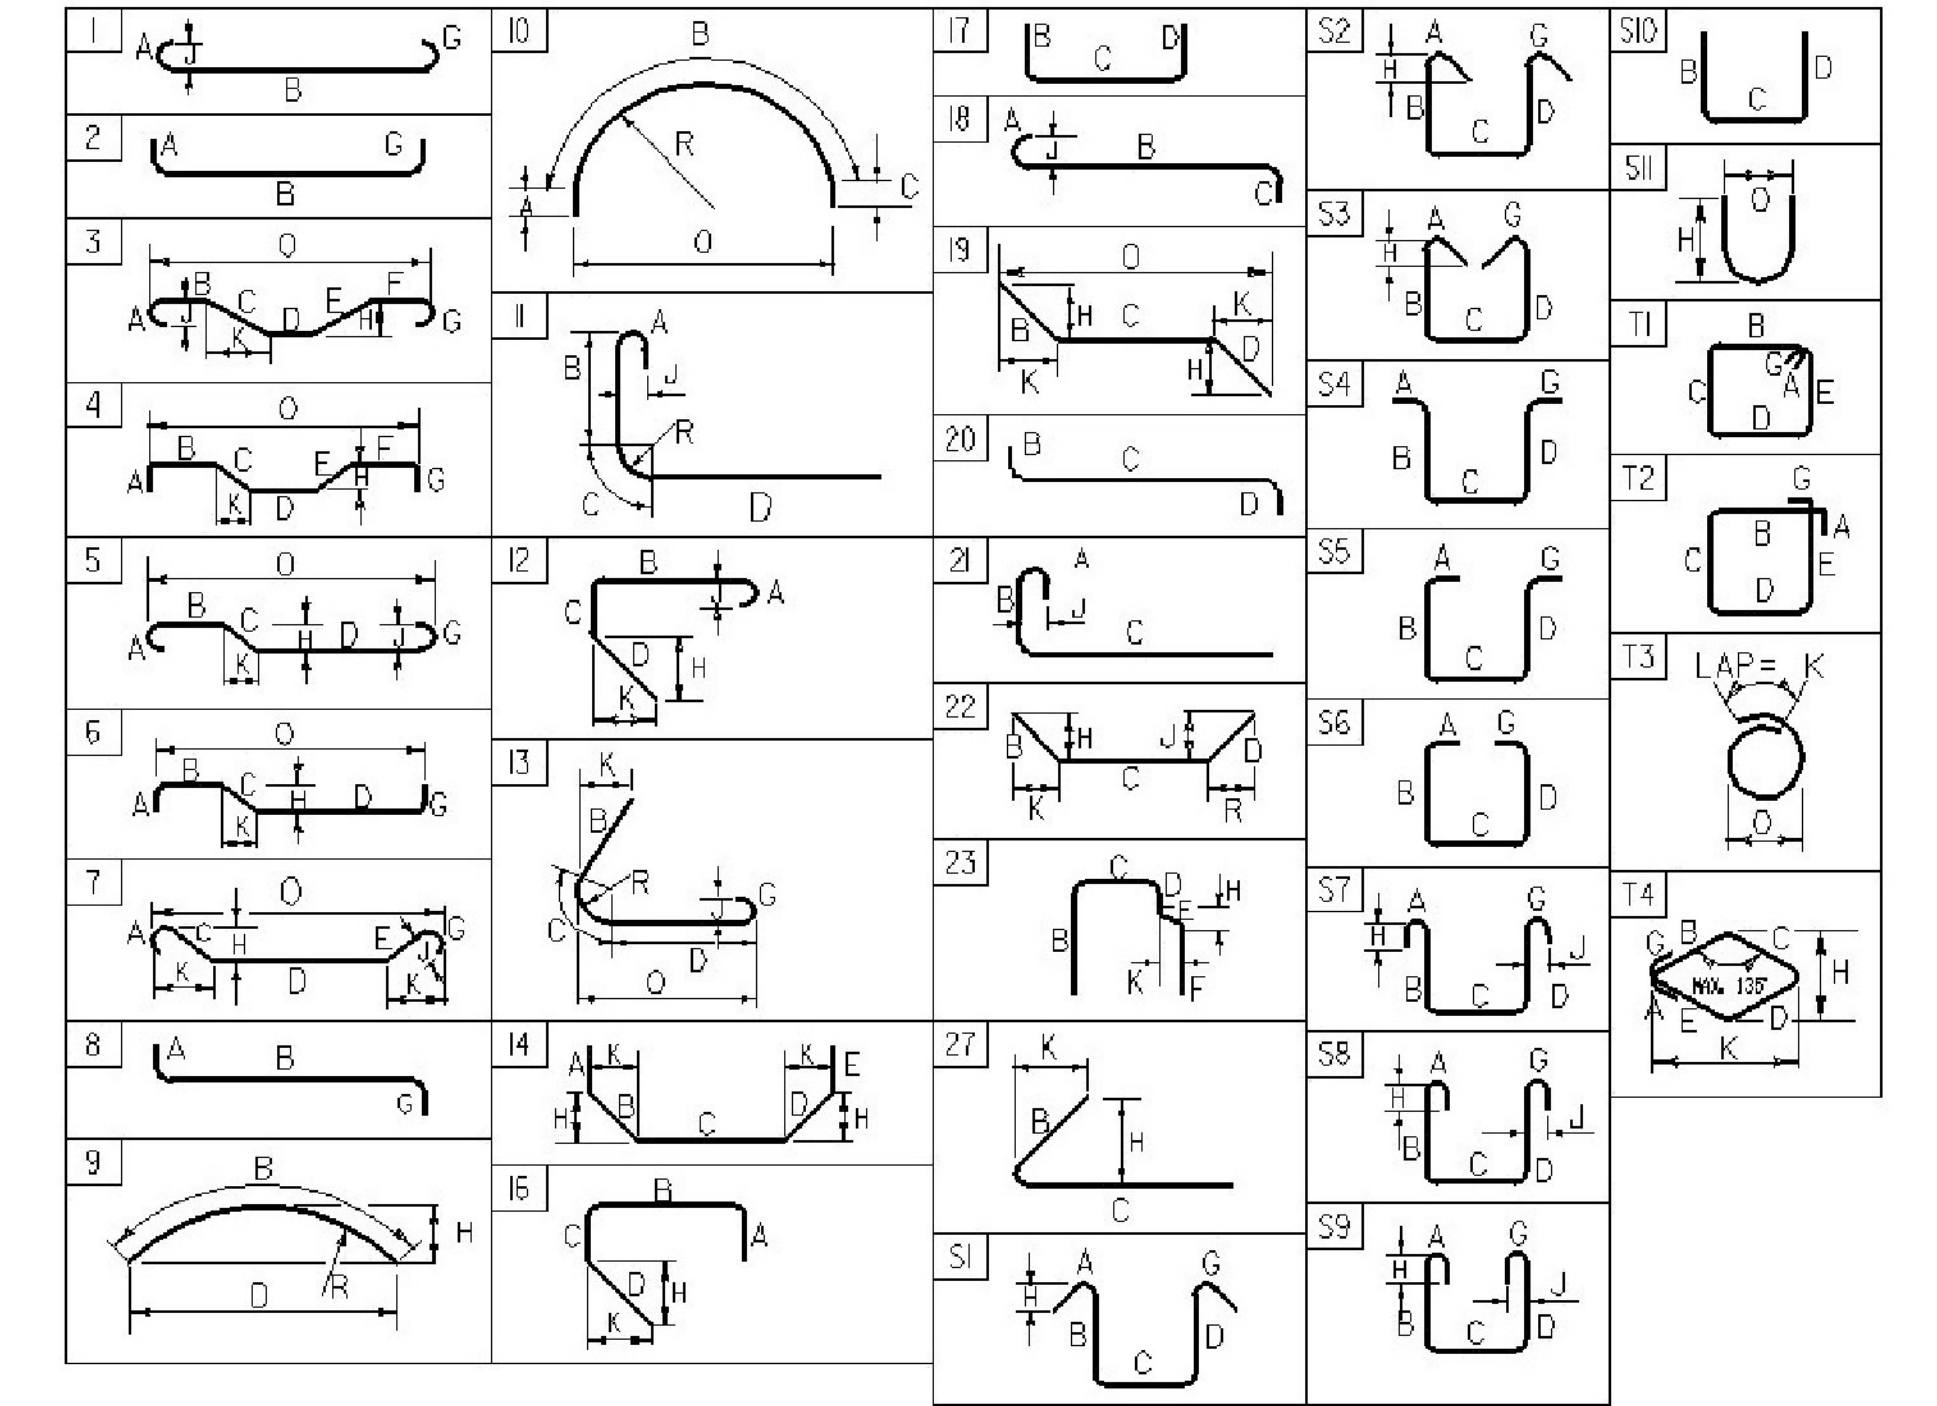 1
A J G
B
2
A G
B
3
O
B C D E F
A J K H G
4
O
B C E F
A K D H G
5
O
B C D J
A K H G
6
O
B C D
A K H G
7
O
A C H E G
K D J K
8
A B
G
9
B
H
O R
10
B
R
A C
O
11
A
B J
R
C D
12
B
J A
C
D H
K
13
K
B
R G
J
C D
O
14
A K K E
H B C D H
16
B
C A
D H
K
17
B C D
18
A J B
C
19
O
H C K
B D
K H
20
B C
D
21
A
B J
C
22
B H J D
C
K R
23
C D H
E
B
K F
27
K
B H
C
S1
A G
H
B D
C
S2
A G
H
B D
C
S3
A G
H
B D
C
S4
A G
B D
C
S5
A G
B D
C
S6
A G
B D
C
S7
A G
H J
B C D
S8
A G
H J
B C D
S9
A G
H J
B C D
S10
B D
C
S11
O
H
T1
B
G
C A E
D
T2
G
B A
C E
D
T3
LAP= K
O
T4
G B C
MAX. 135° H
A E D
K